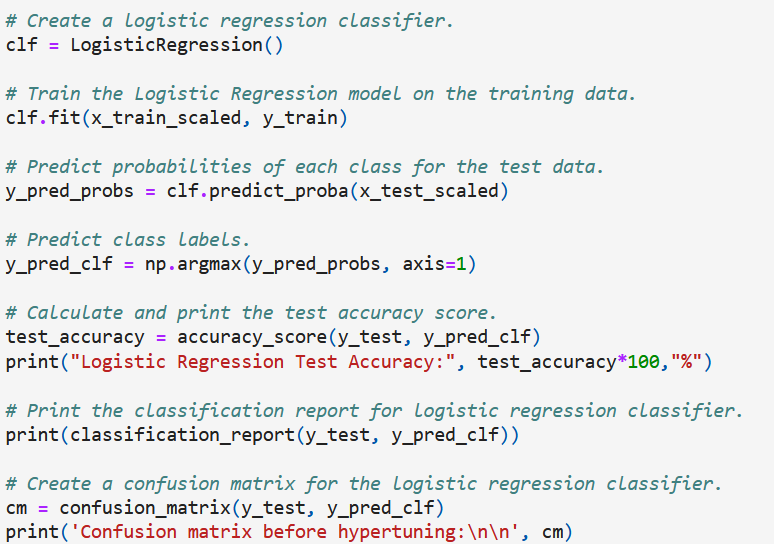 # Create a logistic regression classifier.
clf = LogisticRegression()
# Train the Logistic Regression model on the training data.
clf.fit(x_train_scaled, y_train)
# Predict probabilities of each class for the test data.
y_pred_probs = clf.predict_proba(x_test_scaled)
# Predict class labels.
y_pred_clf = np.argmax(y_pred_probs, axis=1)
# Calculate and print the test accuracy score.
test_accuracy = accuracy_score(y_test, y_pred_clf)
print("Logistic Regression Test Accuracy:", test_accuracy*100,"%")
# Print the classification report for logistic regression classifier.
print(classification_report(y_test, y_pred_clf))
# Create a confusion matrix for the logistic regression classifier.
cm = confusion_matrix(y_test, y_pred_clf)
print('Confusion matrix before hypertuning:\n\n', cm)